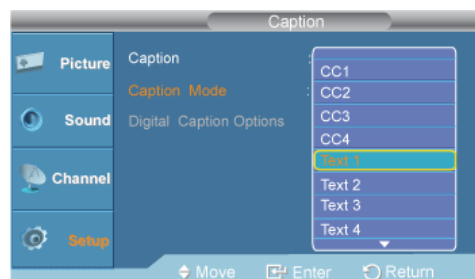 Caption
Picture
Sound
Channel
Setup
Caption :
Caption Mode :
Digital Caption Options
CC1
CC2
CC3
CC4
Text 1
Text 2
Text 3
Text 4
Move Enter Return